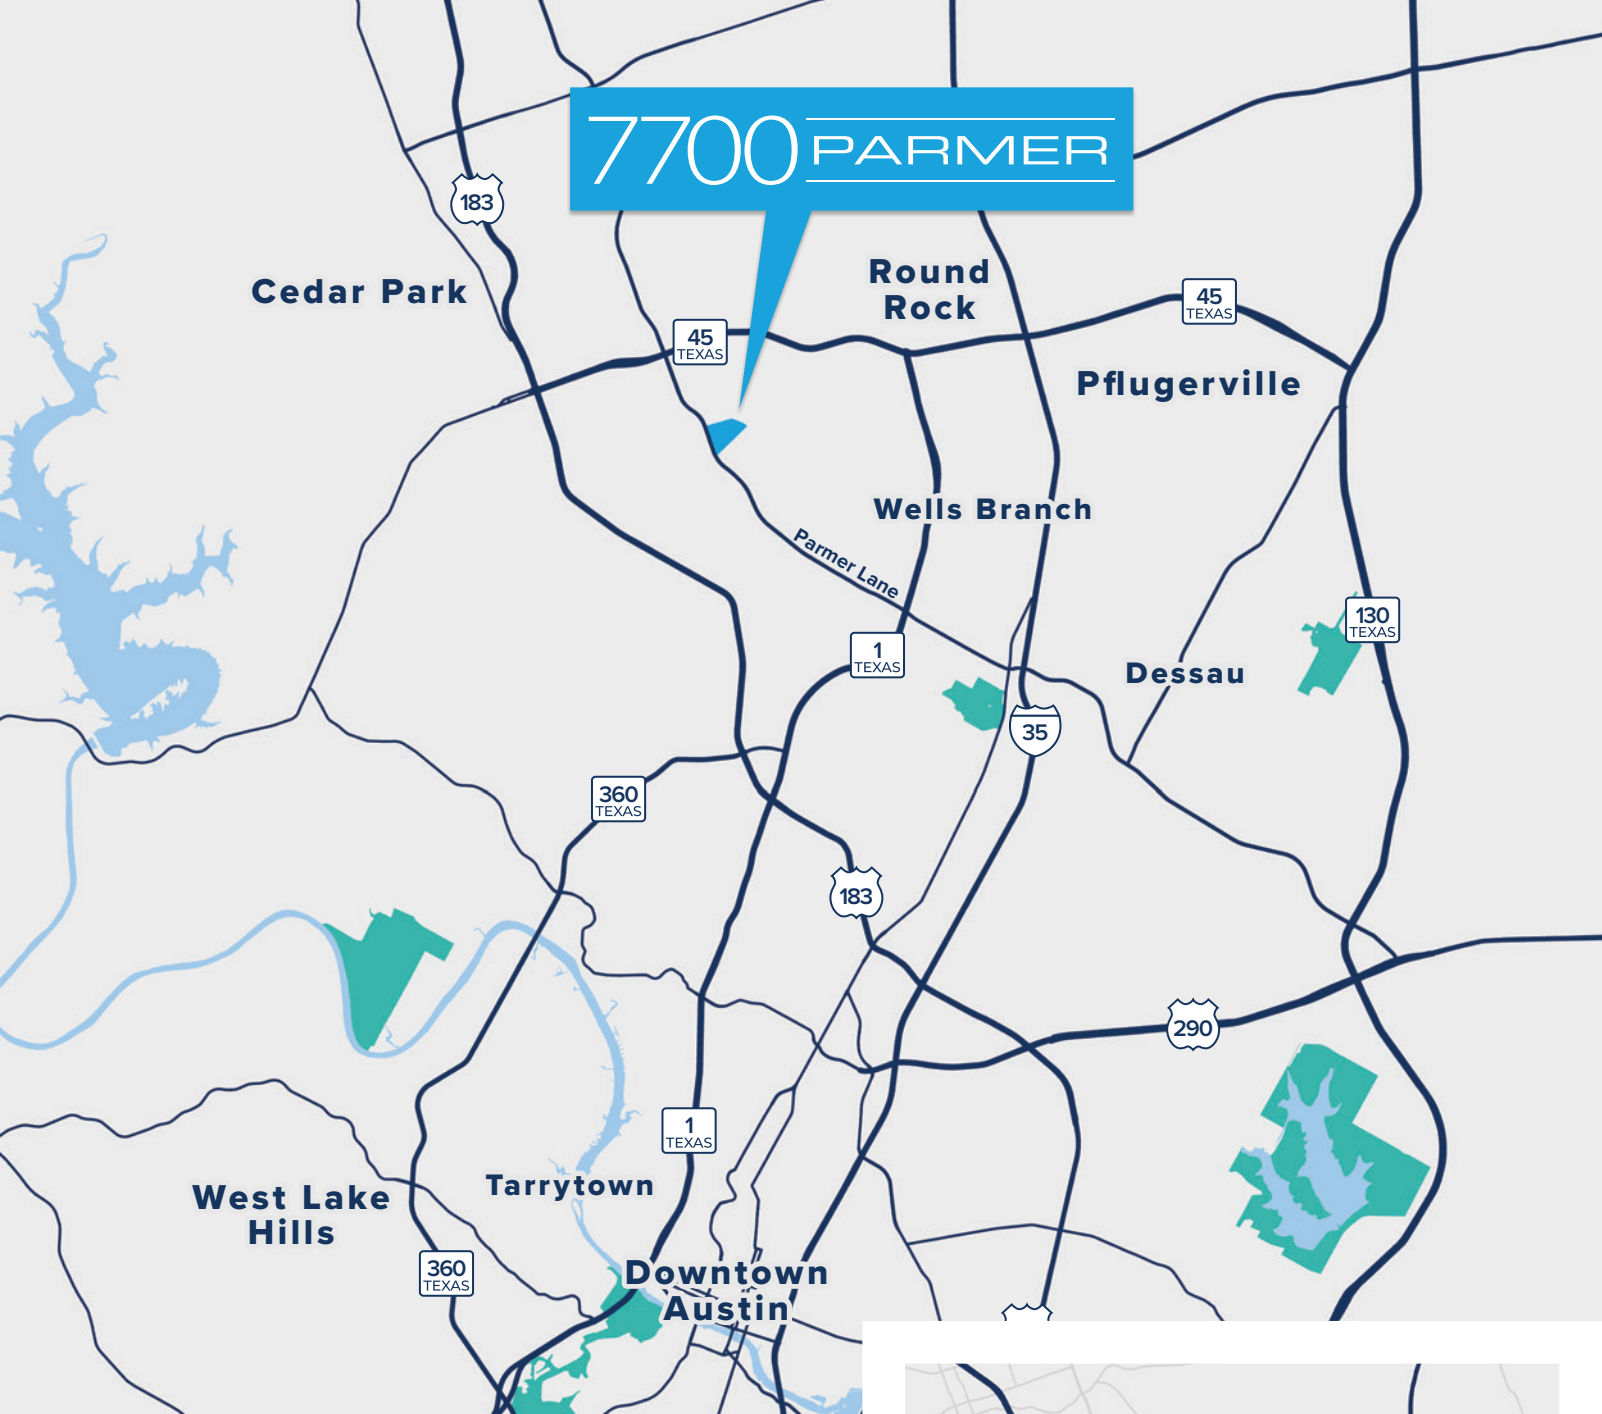 7700 PARMER
183
Cedar Park
Round
Rock
45
TEXAS
45
TEXAS
Pflugerville
Wells Branch
Parmer Lane
130
TEXAS
1
TEXAS
Dessau
35
360
TEXAS
183
290
1
TEXAS
Tarrytown
West Lake
Hills
360
TEXAS
Downtown
Austin